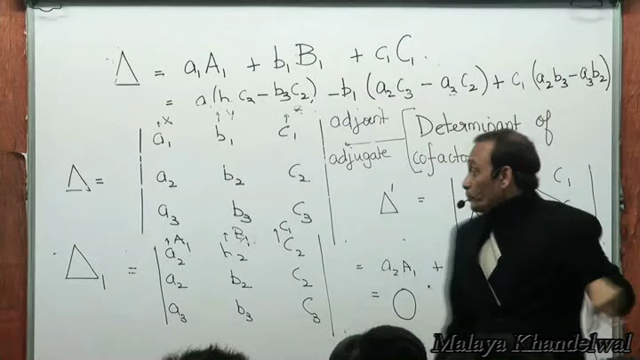 Δ = a₁A₁ + b₁B₁ + c₁C₁.
= a₁(b₂c₃ − b₃c₂) − b₁(a₂c₃ − a₃c₂) + c₁(a₂b₃ − a₃b₂)
adjoint Determinant of
adjugate
a₁ b₁ c₁
Δ = a₂ b₂ c₂
a₃ b₃ c₃
Δ' =
C₁
↑A₁ ↑B₁ ↑C₁
a₂ b₂ c₂
Δ₁ = a₂ b₂ c₂
a₃ b₃ c₃
= a₂A₁ +
= 0
Malaya Khandelwal